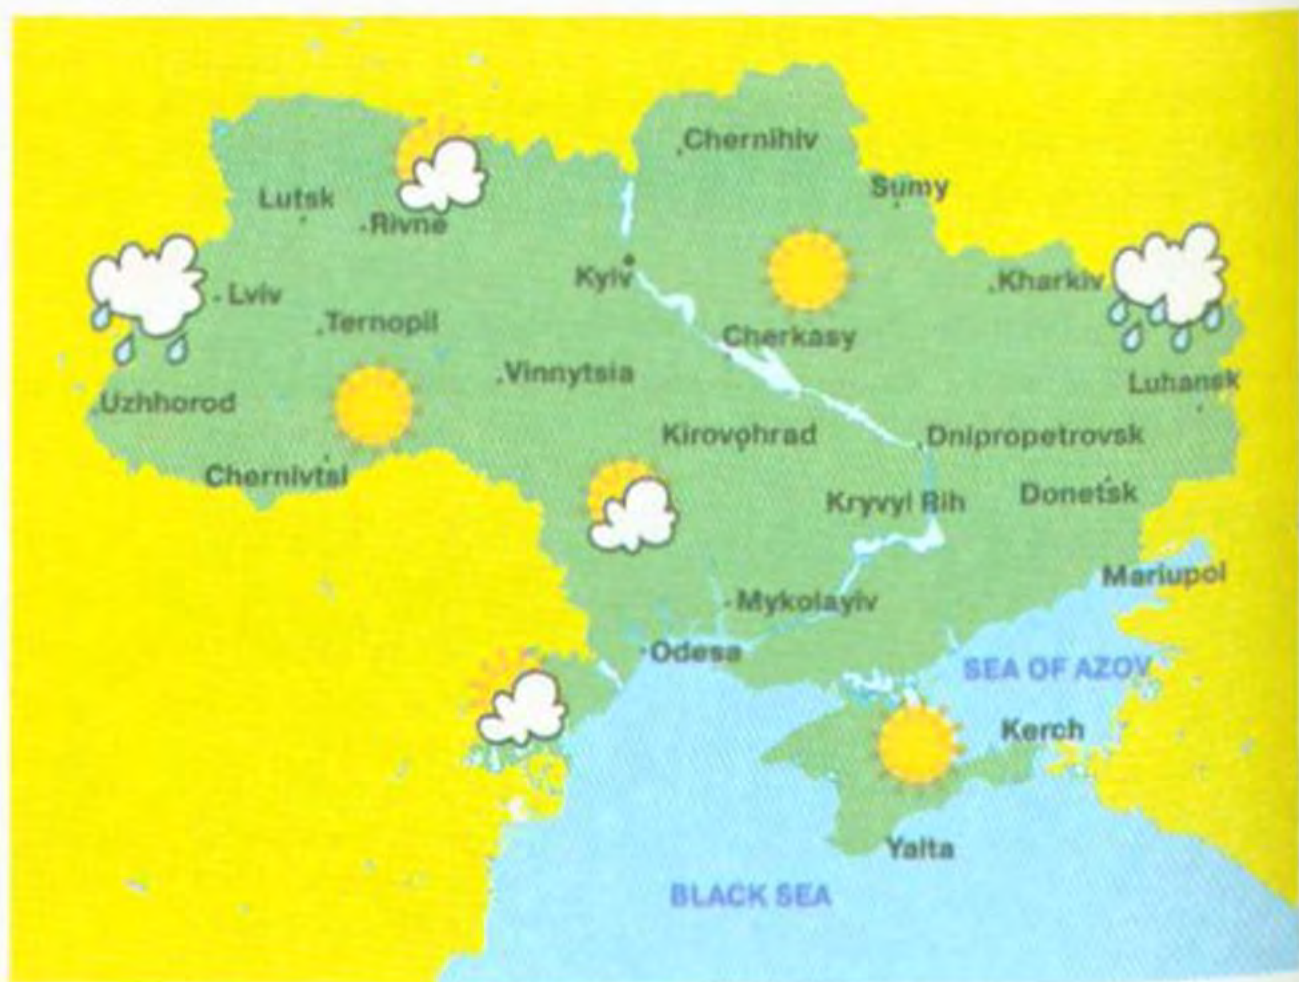 Chernihiv
Sumy
Lutsk
Rivne
Kyiv
Kharkiv
Lviv
Ternopil
Cherkasy
Vinnytsia
Luhansk
Uzhhorod
Kirovohrad
Dnipropetrovsk
Chernivtsi
Kryvyi Rih
Donetsk
Mariupol
Mykolayiv
Odesa
SEA OF AZOV
Kerch
Yalta
BLACK SEA